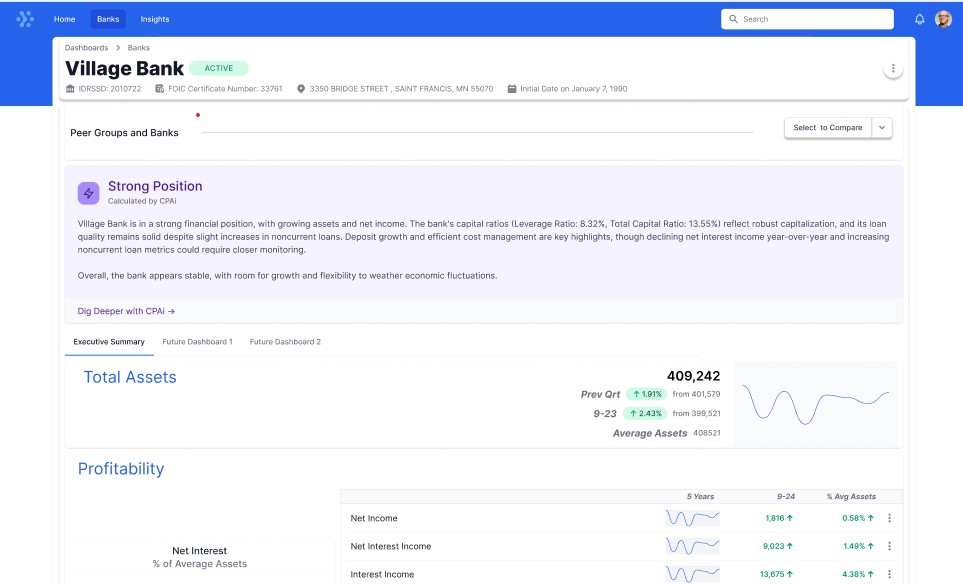 Home
Banks
Insights
Search
Dashboards > Banks
Village Bank
ACTIVE
IDRSSD: 2010722
FDIC Certificate Number: 33761
3350 BRIDGE STREET , SAINT FRANCIS, MN 55070
Initial Date on January 7, 1990
Peer Groups and Banks
Select to Compare
Strong Position
Calculated by CPAi
Village Bank is in a strong financial position, with growing assets and net income. The bank's capital ratios (Leverage Ratio: 8.32%, Total Capital Ratio: 13.55%) reflect robust capitalization, and its loan
quality remains solid despite slight increases in noncurrent loans. Deposit growth and efficient cost management are key highlights, though declining net interest income year-over-year and increasing
noncurrent loan metrics could require closer monitoring.
Overall, the bank appears stable, with room for growth and flexibility to weather economic fluctuations.
Dig Deeper with CPAi →
Executive Summary
Future Dashboard 1
Future Dashboard 2
Total Assets
409,242
Prev Qrt ↑ 1.91% from 401,579
9-23 ↑ 2.43% from 399,521
Average Assets 408521
Profitability
5 Years 9-24 % Avg Assets
Net Income 1,816 ↑ 0.58% ↑
Net Interest Income 9,023 ↑ 1.49% ↑
Net Interest
% of Average Assets
Interest Income 13,675 ↑ 4.38% ↑